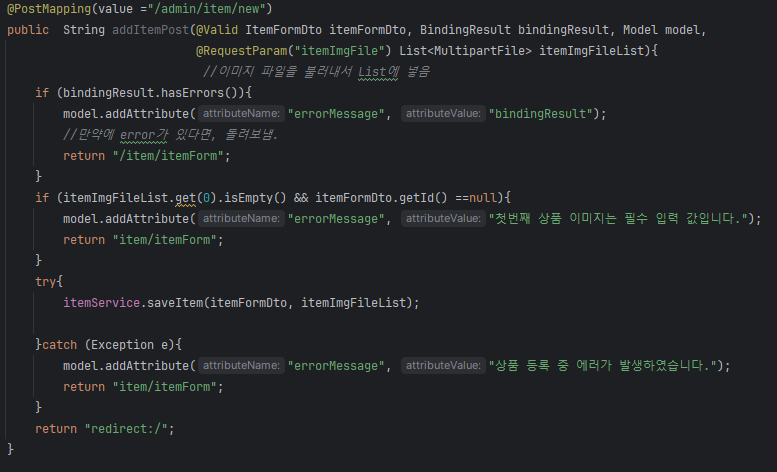 @PostMapping(value ="/admin/item/new")
public  String addItemPost(@Valid ItemFormDto itemFormDto, BindingResult bindingResult, Model model,
                           @RequestParam("itemImgFile") List<MultipartFile> itemImgFileList){
                            //이미지 파일을 불러내서 List에 넣음
    if (bindingResult.hasErrors()){
        model.addAttribute( attributeName: "errorMessage", attributeValue: "bindingResult");
        //만약에 error가 있다면, 돌려보냄.
        return "/item/itemForm";
    }
    if (itemImgFileList.get(0).isEmpty() && itemFormDto.getId() ==null){
        model.addAttribute( attributeName: "errorMessage", attributeValue: "첫번째 상품 이미지는 필수 입력 값입니다.");
        return "item/itemForm";
    }
    try{
        itemService.saveItem(itemFormDto, itemImgFileList);
    }catch (Exception e){
        model.addAttribute( attributeName: "errorMessage", attributeValue: "상품 등록 중 에러가 발생하였습니다.");
        return "item/itemForm";
    }
    return "redirect:/";
}